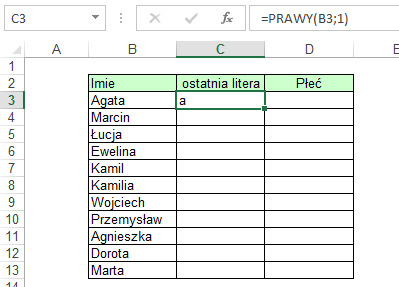 C3 fx =PRAWY(B3;1)
A B C D E
1
2 Imie ostatnia litera Płeć
3 Agata a
4 Marcin
5 Łucja
6 Ewelina
7 Kamil
8 Kamilia
9 Wojciech
10 Przemysław
11 Agnieszka
12 Dorota
13 Marta